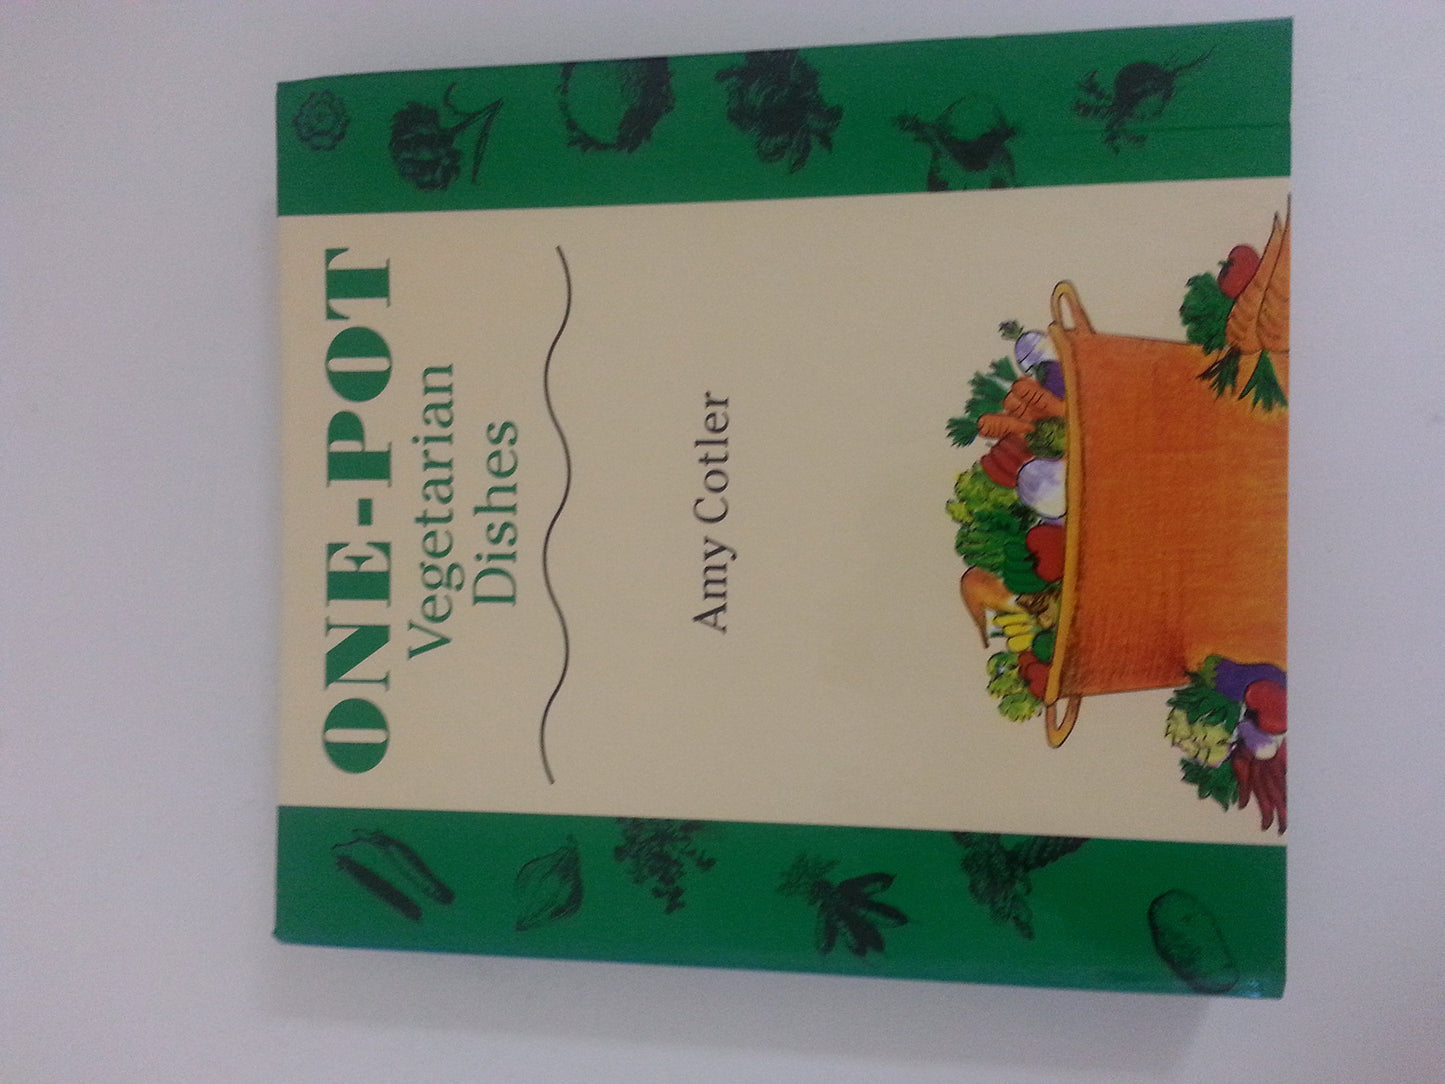 ONE-POT
Vegetarian
Dishes
Amy Cotler